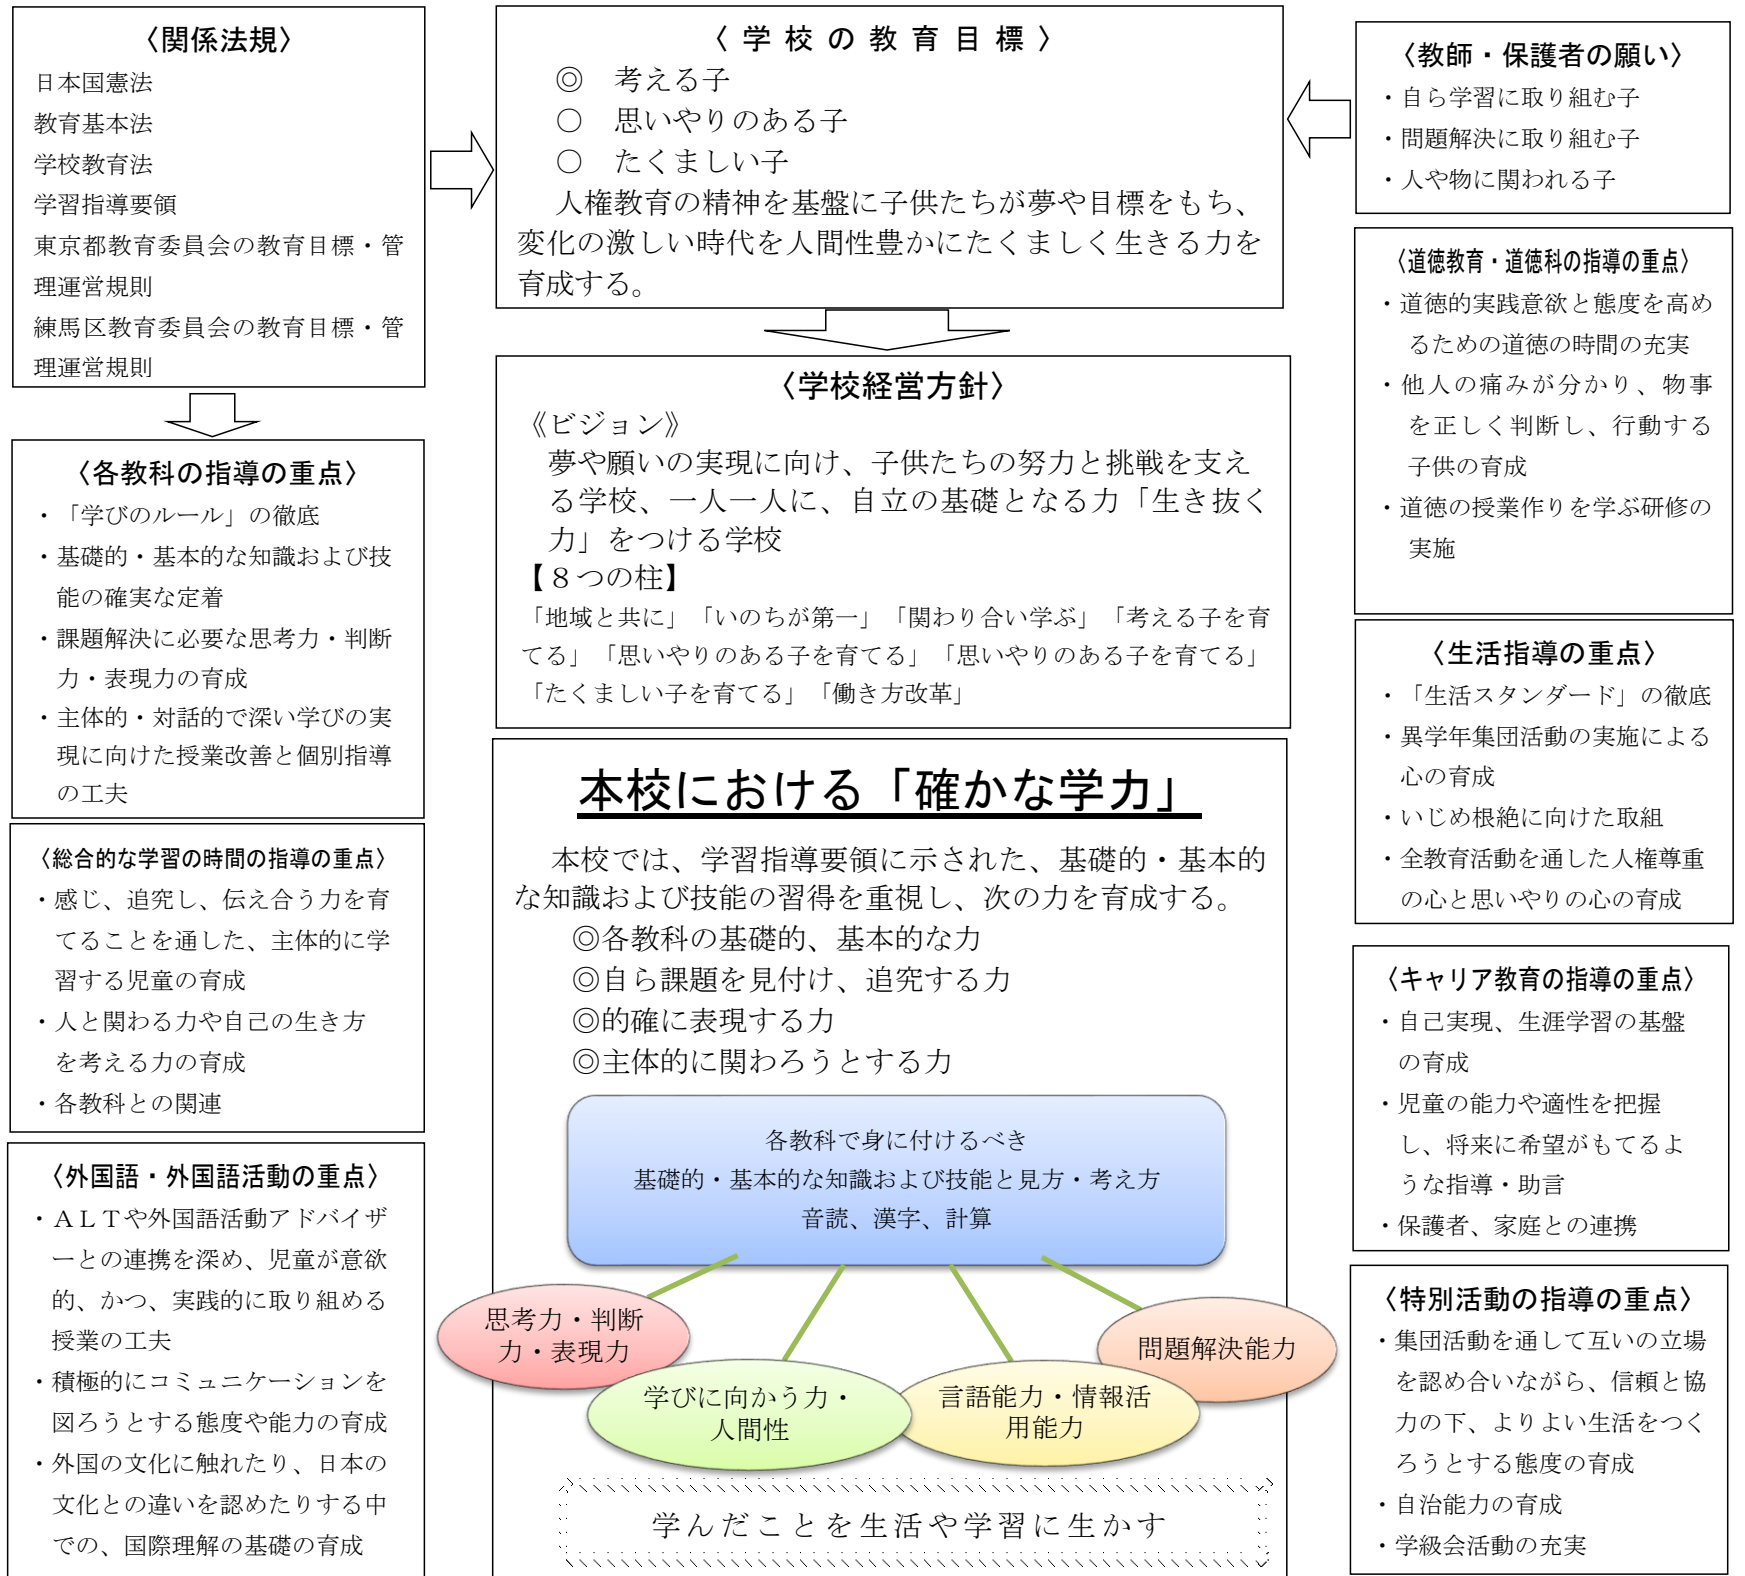 〈関係法規〉
日本国憲法
教育基本法
学校教育法
学習指導要領
東京都教育委員会の教育目標・管
理運営規則
練馬区教育委員会の教育目標・管
理運営規則
〈学校の教育目標〉
◎ 考える子
○ 思いやりのある子
○ たくましい子
人権教育の精神を基盤に子供たちが夢や目標をもち、
変化の激しい時代を人間性豊かにたくましく生きる力を
育成する。
〈教師・保護者の願い〉
・自ら学習に取り組む子
・問題解決に取り組む子
・人や物に関われる子
〈各教科の指導の重点〉
・「学びのルール」の徹底
・基礎的・基本的な知識および技
能の確実な定着
・課題解決に必要な思考力・判断
力・表現力の育成
・主体的・対話的で深い学びの実
現に向けた授業改善と個別指導
の工夫
〈学校経営方針〉
《ビジョン》
夢や願いの実現に向け、子供たちの努力と挑戦を支え
る学校、一人一人に、自立の基礎となる力「生き抜く
力」をつける学校
【８つの柱】
「地域と共に」「いのちが第一」「関わり合い学ぶ」「考える子を育
てる」「思いやりのある子を育てる」「思いやりのある子を育てる」
「たくましい子を育てる」「働き方改革」
〈道徳教育・道徳科の指導の重点〉
・道徳的実践意欲と態度を高め
るための道徳の時間の充実
・他人の痛みが分かり、物事
を正しく判断し、行動する
子供の育成
・道徳の授業作りを学ぶ研修の
実施
〈生活指導の重点〉
・「生活スタンダード」の徹底
・異学年集団活動の実施による
心の育成
・いじめ根絶に向けた取組
・全教育活動を通した人権尊重
の心と思いやりの心の育成
〈総合的な学習の時間の指導の重点〉
・感じ、追究し、伝え合う力を育
てることを通した、主体的に学
習する児童の育成
・人と関わる力や自己の生き方
を考える力の育成
・各教科との関連
〈外国語・外国語活動の重点〉
・ＡＬＴや外国語活動アドバイザ
ーとの連携を深め、児童が意欲
的、かつ、実践的に取り組める
授業の工夫
・積極的にコミュニケーションを
図ろうとする態度や能力の育成
・外国の文化に触れたり、日本の
文化との違いを認めたりする中
での、国際理解の基礎の育成
本校における「確かな学力」
本校では、学習指導要領に示された、基礎的・基本的
な知識および技能の習得を重視し、次の力を育成する。
◎各教科の基礎的、基本的な力
◎自ら課題を見付け、追究する力
◎的確に表現する力
◎主体的に関わろうとする力
各教科で身に付けるべき
基礎的・基本的な知識および技能と見方・考え方
音読、漢字、計算
思考力・判断
力・表現力
学びに向かう力・
人間性
言語能力・情報活
用能力
問題解決能力
学んだことを生活や学習に生かす
〈キャリア教育の指導の重点〉
・自己実現、生涯学習の基盤
の育成
・児童の能力や適性を把握
し、将来に希望がもてるよ
うな指導・助言
・保護者、家庭との連携
〈特別活動の指導の重点〉
・集団活動を通して互いの立場
を認め合いながら、信頼と協
力の下、よりよい生活をつく
ろうとする態度の育成
・自治能力の育成
・学級会活動の充実